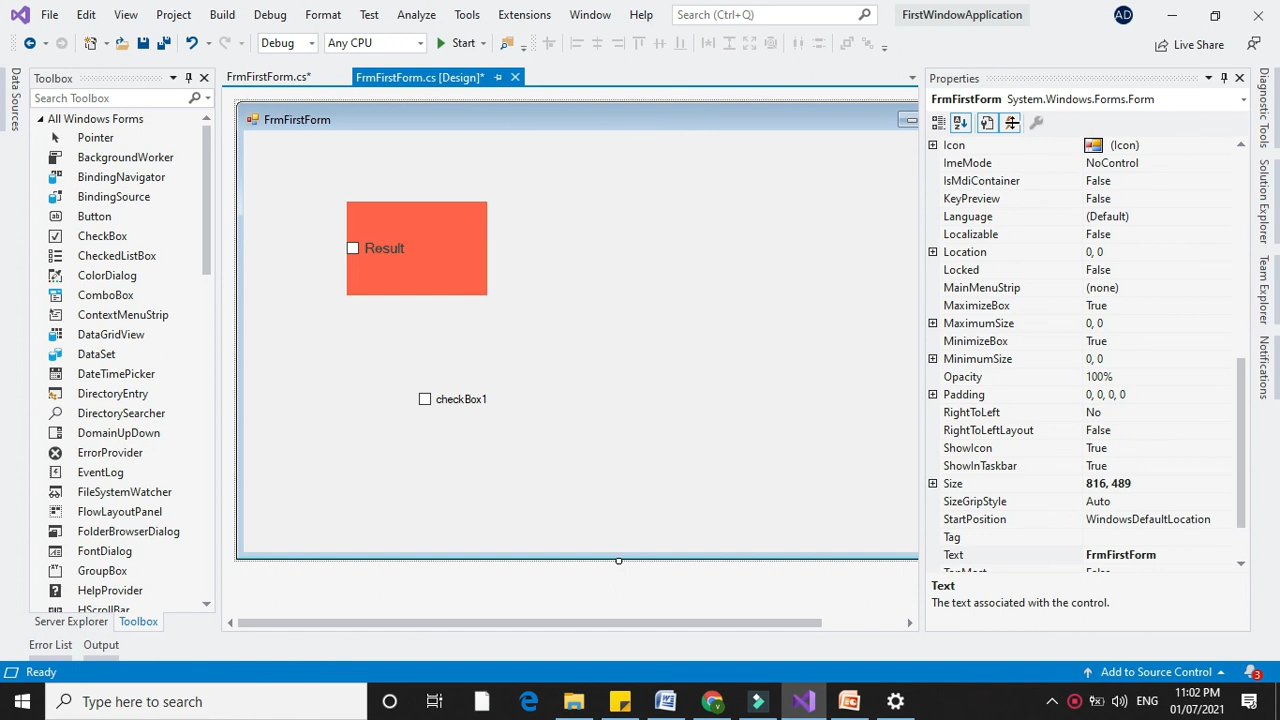 File Edit View Project Build Debug Format Test Analyze Tools Extensions Window Help Search (Ctrl+Q) FirstWindowApplication AD
Debug Any CPU Start Live Share
Data Sources
Toolbox
Search Toolbox
All Windows Forms
Pointer
BackgroundWorker
BindingNavigator
BindingSource
Button
CheckBox
CheckedListBox
ColorDialog
ComboBox
ContextMenuStrip
DataGridView
DataSet
DateTimePicker
DirectoryEntry
DirectorySearcher
DomainUpDown
ErrorProvider
EventLog
FileSystemWatcher
FlowLayoutPanel
FolderBrowserDialog
FontDialog
GroupBox
HelpProvider
HScrollBar
Server Explorer Toolbox
Error List Output
FrmFirstForm.cs* FrmFirstForm.cs [Design]*
FrmFirstForm
Result
checkBox1
Properties
FrmFirstForm System.Windows.Forms.Form
Icon (Icon)
ImeMode NoControl
IsMdiContainer False
KeyPreview False
Language (Default)
Localizable False
Location 0, 0
Locked False
MainMenuStrip (none)
MaximizeBox True
MaximumSize 0, 0
MinimizeBox True
MinimumSize 0, 0
Opacity 100%
Padding 0, 0, 0, 0
RightToLeft No
RightToLeftLayout False
ShowIcon True
ShowInTaskbar True
Size 816, 489
SizeGripStyle Auto
StartPosition WindowsDefaultLocation
Tag
Text FrmFirstForm
TopMost False
Text
The text associated with the control.
Diagnostic Tools
Solution Explorer
Team Explorer
Notifications
Ready Add to Source Control 3
Type here to search ENG 11:02 PM
01/07/2021